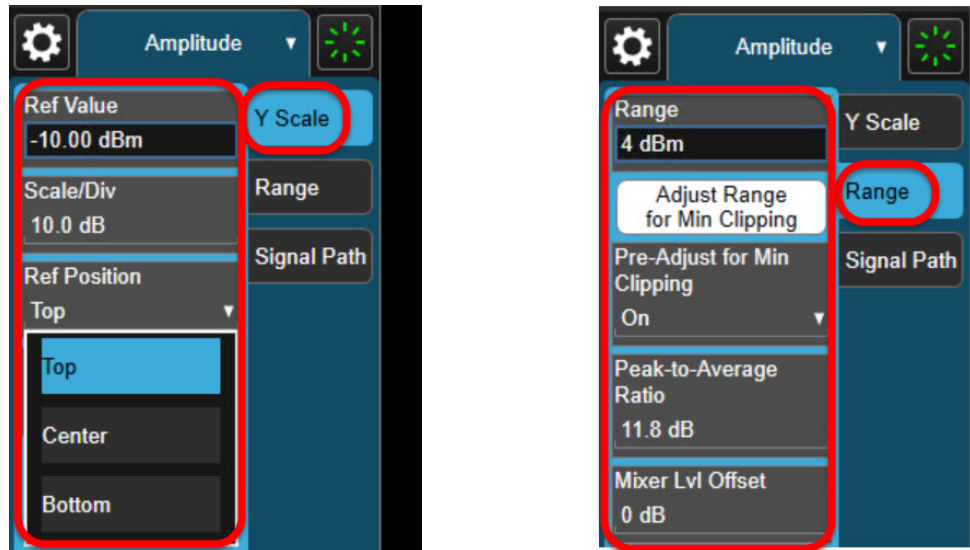 Amplitude
Ref Value
-10.00 dBm
Scale/Div
10.0 dB
Ref Position
Top
Top
Center
Bottom
Y Scale
Range
Signal Path
Amplitude
Range
4 dBm
Adjust Range
for Min Clipping
Pre-Adjust for Min
Clipping
On
Peak-to-Average
Ratio
11.8 dB
Mixer Lvl Offset
0 dB
Y Scale
Range
Signal Path